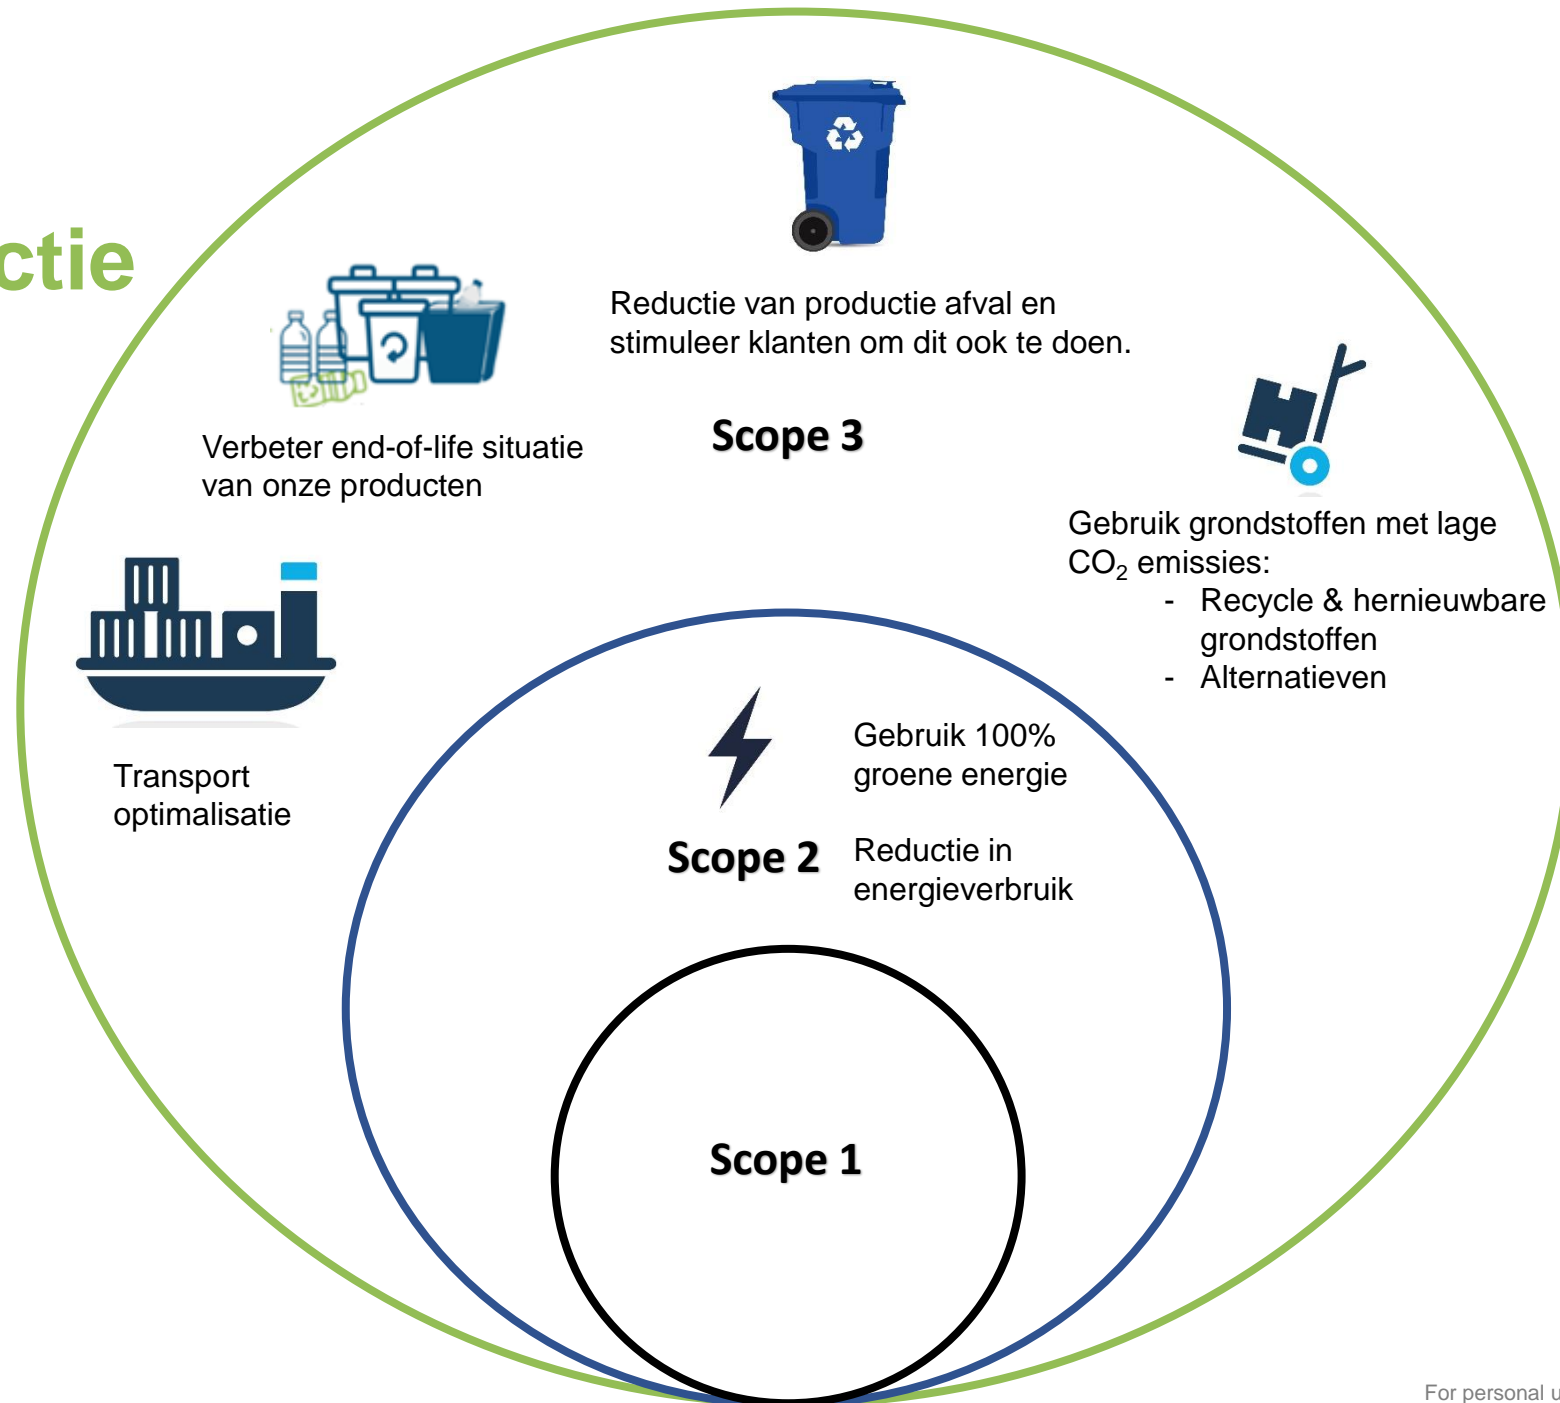 ctie
Reductie van productie afval en
stimuleer klanten om dit ook te doen.
Scope 3
Verbeter end-of-life situatie
van onze producten
Gebruik grondstoffen met lage
CO₂ emissies:
- Recycle & hernieuwbare
grondstoffen
- Alternatieven
Transport
optimalisatie
Gebruik 100%
groene energie
Scope 2
Reductie in
energieverbruik
Scope 1
For personal u